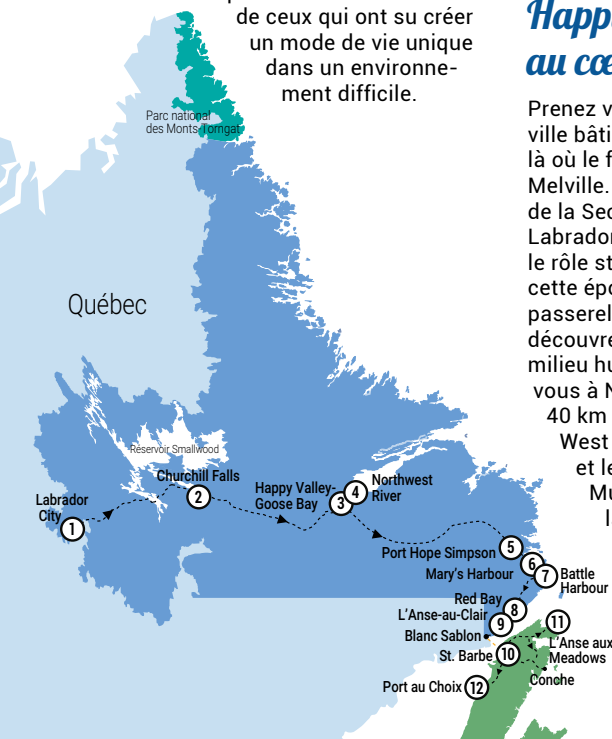 de ceux qui ont su créer
un mode de vie unique
dans un environne-
ment difficile.
au cœ
Prenez v
ville bâti
là où le f
Melville.
de la Sec
Labrador
le rôle st
cette épo
passerel
découvre
milieu hu
vous à N
40 km
West
et le
Mu
l
Parc national
des Monts-Torngat
Québec
Réservoir Smallwood
Churchill Falls
2
Labrador
City
1
Happy Valley-
Goose Bay
3
4
Northwest
River
Port Hope Simpson
5
Mary's Harbour
6
7
Battle
Harbour
Red Bay
8
L'Anse-au-Clair
9
Blanc Sablon
St. Barbe
10
11
L'Anse aux
Meadows
Conche
Port au Choix
12